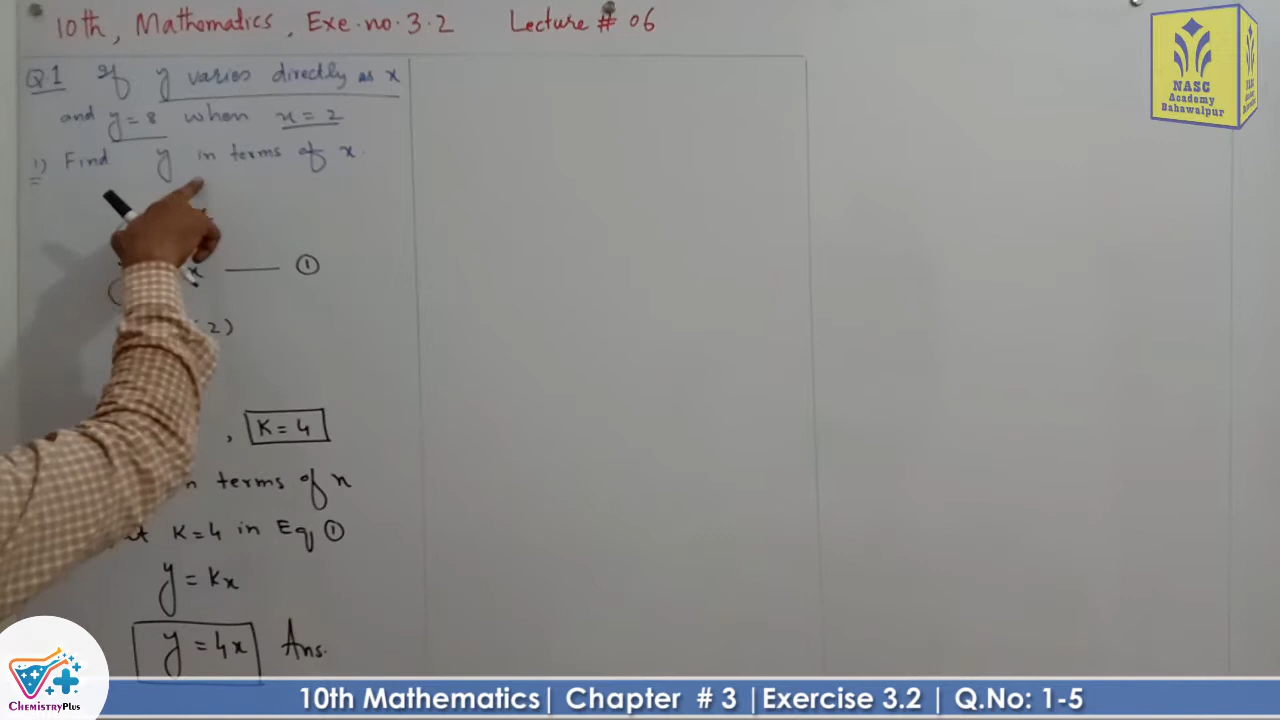 10th, Mathematics, Exe.no.3.2 Lecture # 06
Q1 If y varies directly as x
and y = 8 when x = 2
i) Find y in terms of x.
x —— ①
2)
, K = 4
n terms of x
K = 4 in Eq ①
y = Kx
y = 4x Ans.
NASC
Academy
Bahawalpur
ChemistryPlus
10th Mathematics| Chapter # 3 |Exercise 3.2 | Q.No: 1-5